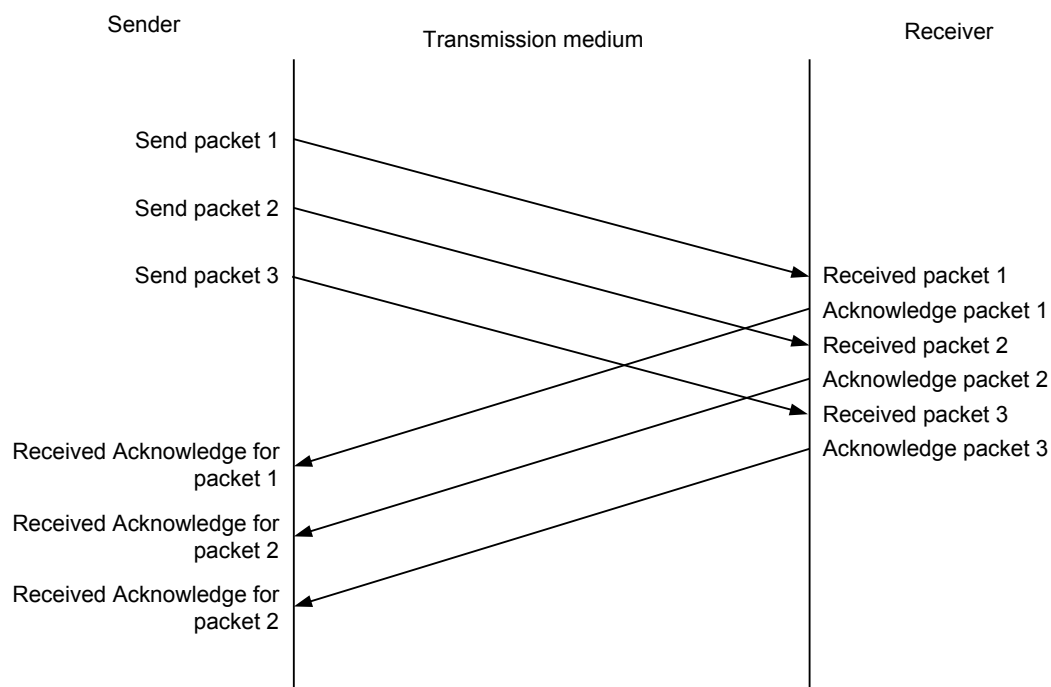 Sender
Transmission medium
Receiver
Send packet 1
Send packet 2
Send packet 3
Received packet 1
Acknowledge packet 1
Received packet 2
Acknowledge packet 2
Received packet 3
Acknowledge packet 3
Received Acknowledge for
packet 1
Received Acknowledge for
packet 2
Received Acknowledge for
packet 2